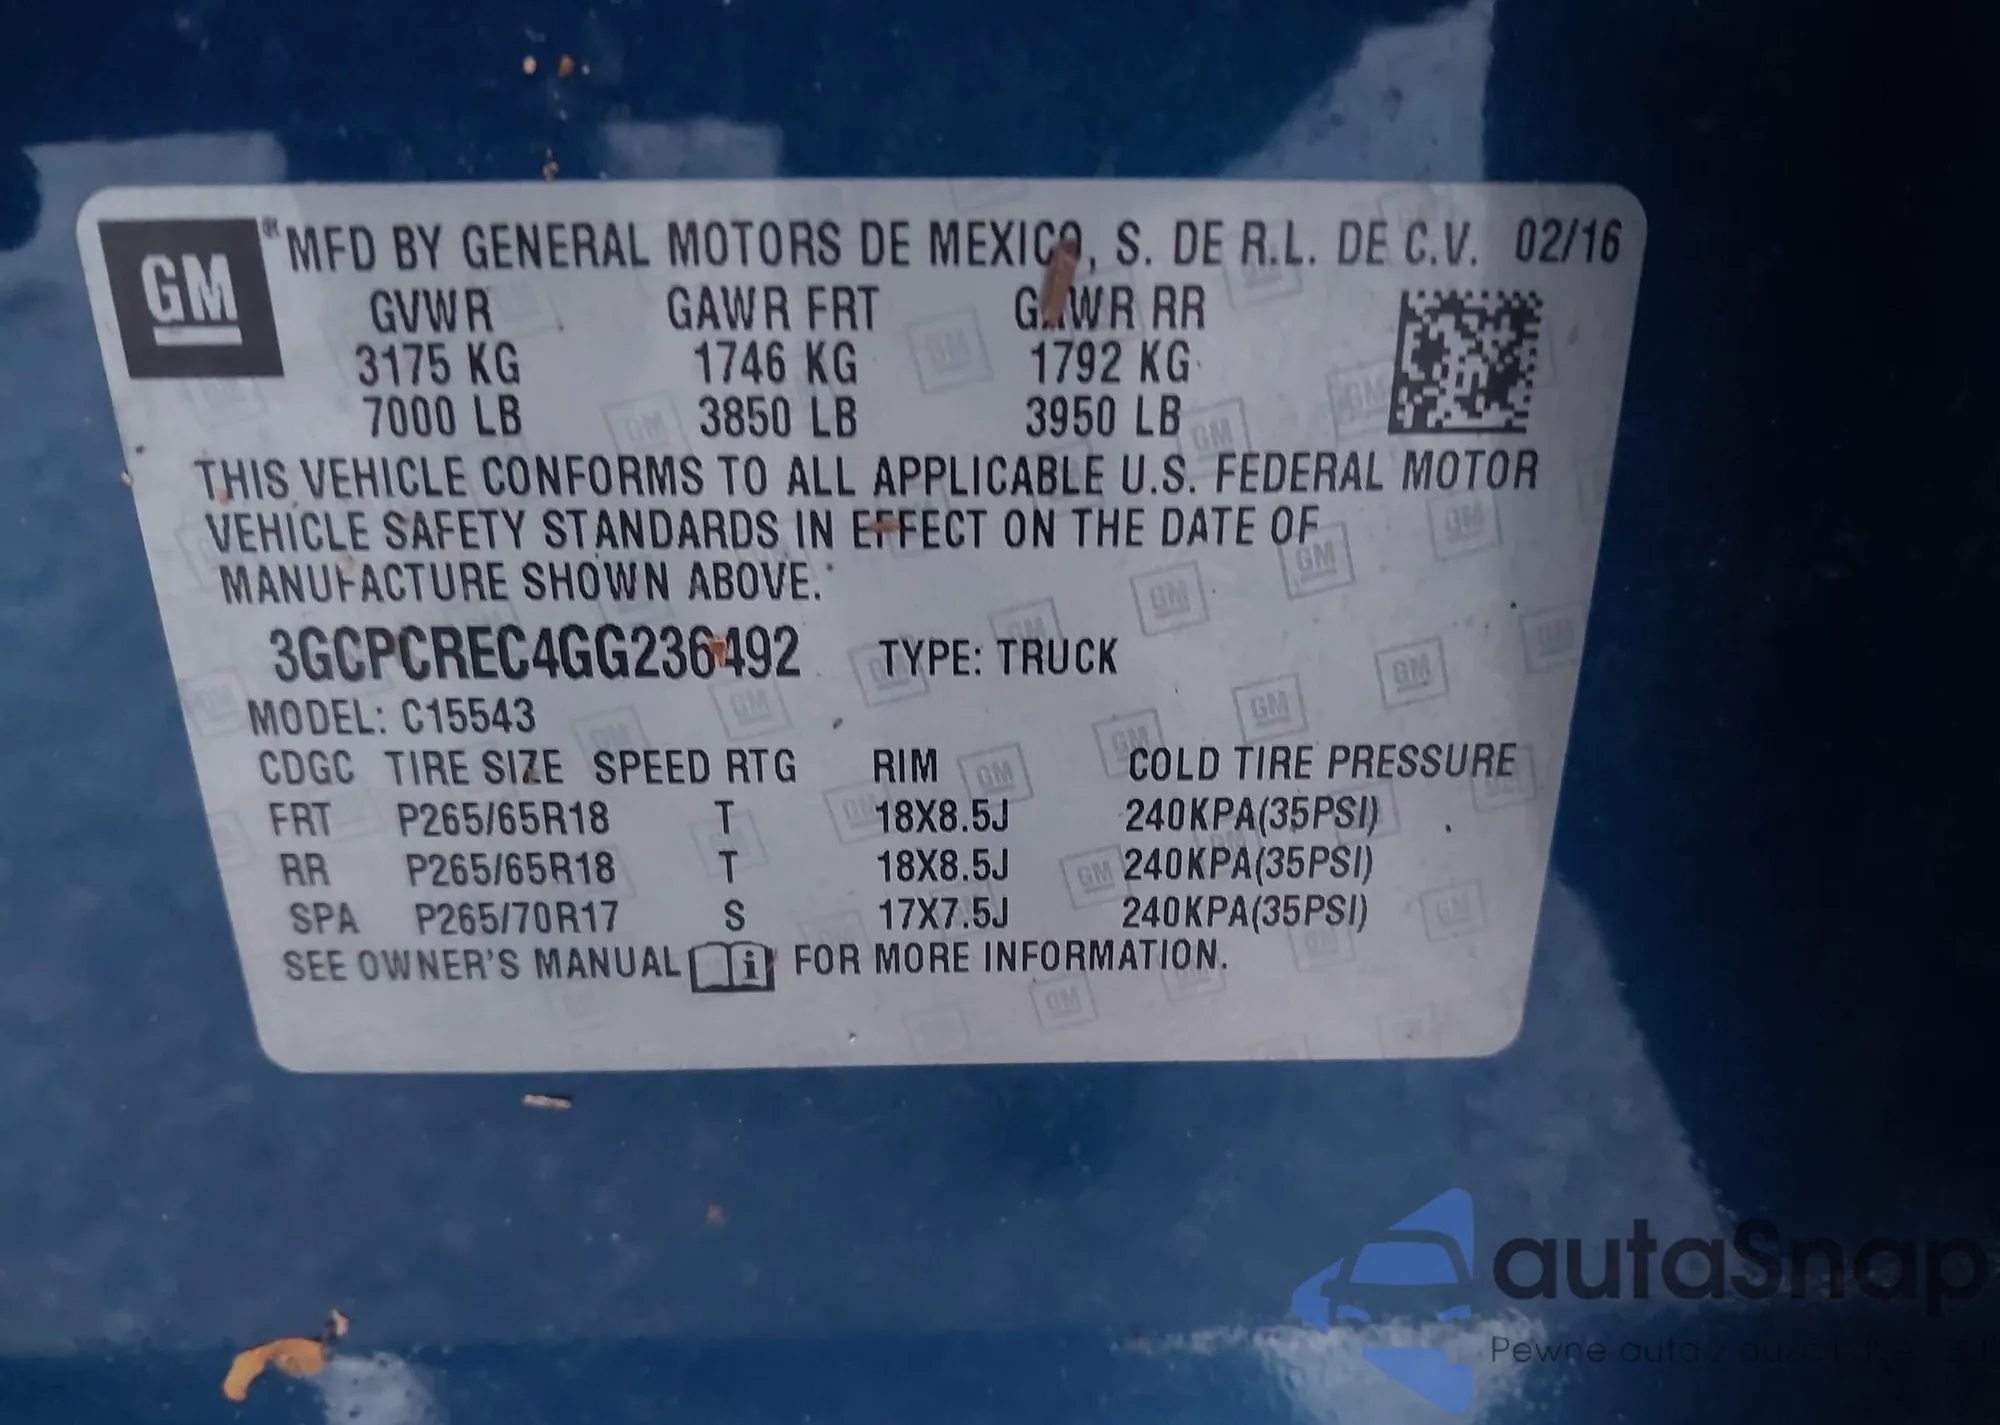 GM
® MFD BY GENERAL MOTORS DE MEXICO, S. DE R.L. DE C.V. 02/16
GVWR GAWR FRT GAWR RR
3175 KG 1746 KG 1792 KG
7000 LB 3850 LB 3950 LB
THIS VEHICLE CONFORMS TO ALL APPLICABLE U.S. FEDERAL MOTOR
VEHICLE SAFETY STANDARDS IN EFFECT ON THE DATE OF
MANUFACTURE SHOWN ABOVE.
3GCPCREC4GG236492 TYPE: TRUCK
MODEL: C15543
CDGC TIRE SIZE SPEED RTG RIM COLD TIRE PRESSURE
FRT P265/65R18 T 18X8.5J 240KPA(35PSI)
RR P265/65R18 T 18X8.5J 240KPA(35PSI)
SPA P265/70R17 S 17X7.5J 240KPA(35PSI)
SEE OWNER'S MANUAL i FOR MORE INFORMATION.
autaSnap
Pewne auta z